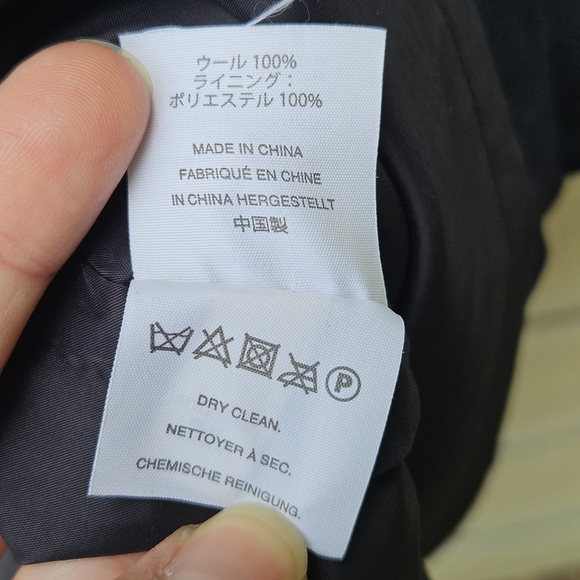 ウール 100%
ライニング：
ポリエステル 100%
MADE IN CHINA
FABRIQUÉ EN CHINE
IN CHINA HERGESTELLT
中国製
P
DRY CLEAN.
NETTOYER À SEC.
CHEMISCHE REINIGUNG.